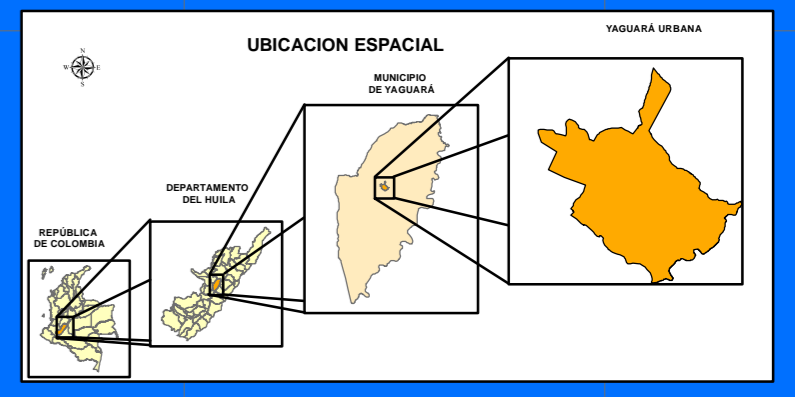 YAGUARÁ URBANA
UBICACION ESPACIAL
N
W E
S
MUNICIPIO
DE YAGUARÁ
DEPARTAMENTO
DEL HUILA
REPÚBLICA
DE COLOMBIA